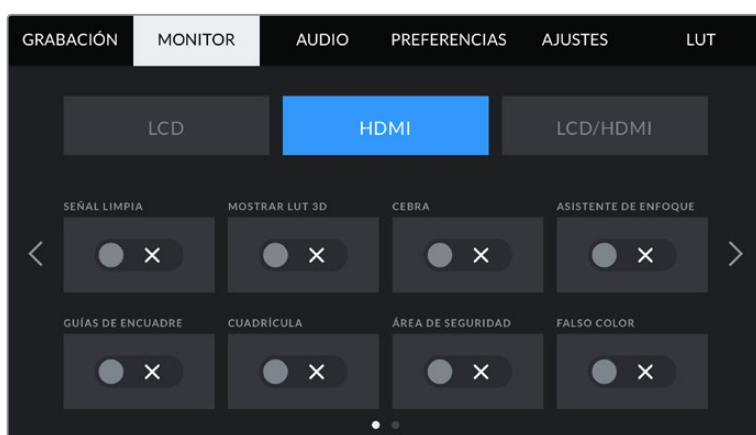 GRABACIÓN MONITOR AUDIO PREFERENCIAS AJUSTES LUT
LCD HDMI LCD/HDMI
SEÑAL LIMPIA MOSTRAR LUT 3D CEBRA ASISTENTE DE ENFOQUE
GUÍAS DE ENCUADRE CUADRÍCULA ÁREA DE SEGURIDAD FALSO COLOR